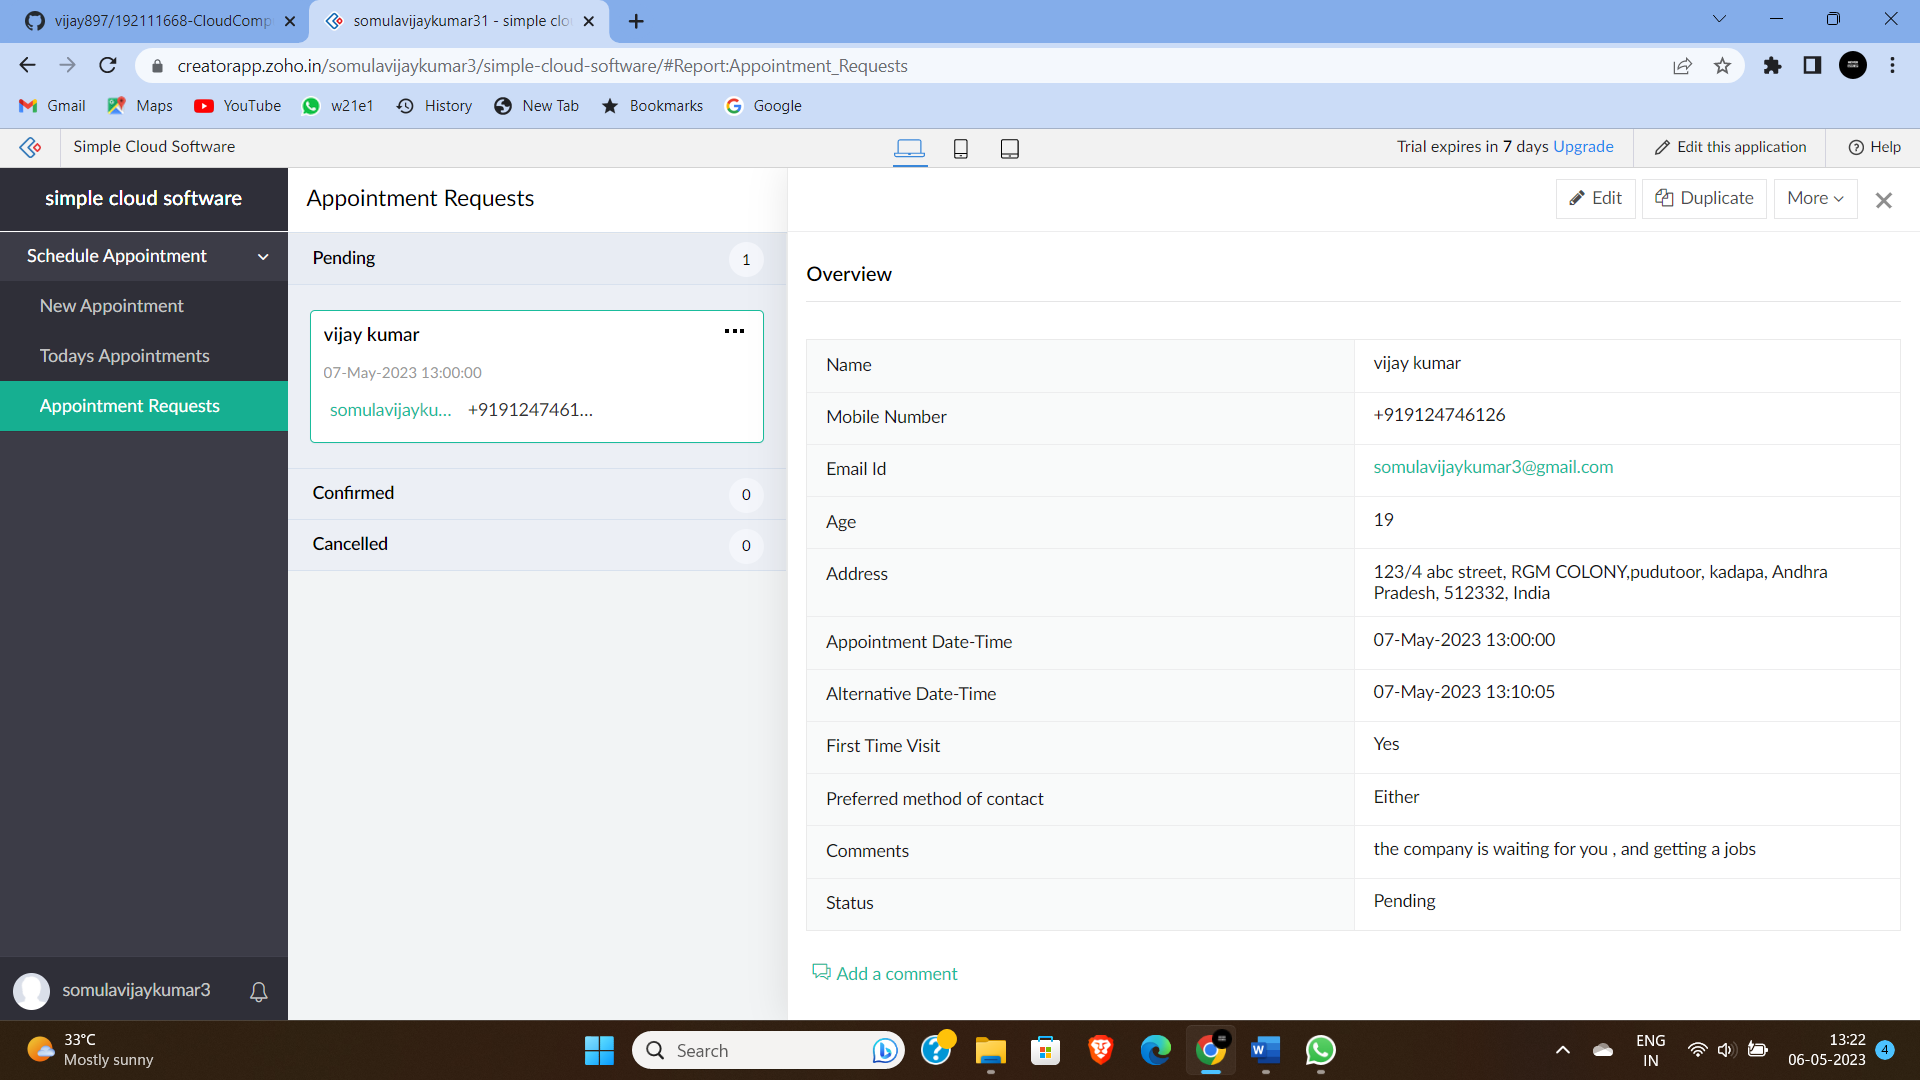 vijay897/192111668-CloudComp
somulavijaykumar31 - simple clo
creatorapp.zoho.in/somulavijaykumar3/simple-cloud-software/#Report:Appointment_Requests
Gmail
Maps
YouTube
w21e1
History
New Tab
Bookmarks
Google
Simple Cloud Software
Trial expires in 7 days Upgrade
Edit this application
Help
simple cloud software
Schedule Appointment
New Appointment
Todays Appointments
Appointment Requests
somulavijaykumar3
Appointment Requests
Pending 1
vijay kumar
07-May-2023 13:00:00
somulavijayku... +9191247461...
Confirmed 0
Cancelled 0
Edit
Duplicate
More
Overview
Name vijay kumar
Mobile Number +919124746126
Email Id somulavijaykumar3@gmail.com
Age 19
Address 123/4 abc street, RGM COLONY,pudutoor, kadapa, Andhra
Pradesh, 512332, India
Appointment Date-Time 07-May-2023 13:00:00
Alternative Date-Time 07-May-2023 13:10:05
First Time Visit Yes
Preferred method of contact Either
Comments the company is waiting for you , and getting a jobs
Status Pending
Add a comment
33°C
Mostly sunny
Search
ENG
IN
13:22
06-05-2023
4